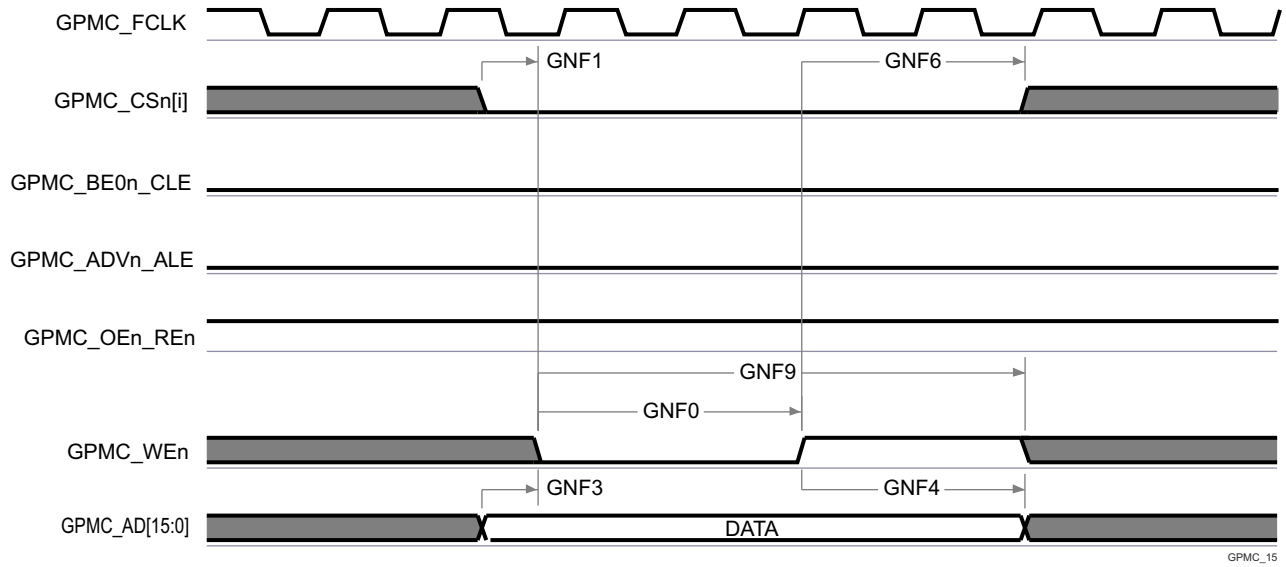 GPMC_FCLK
GNF1
GNF6
GPMC_CSn[i]
GPMC_BE0n_CLE
GPMC_ADVn_ALE
GPMC_OEn_REn
GNF9
GNF0
GPMC_WEn
GNF3
GNF4
GPMC_AD[15:0]
DATA
GPMC_15